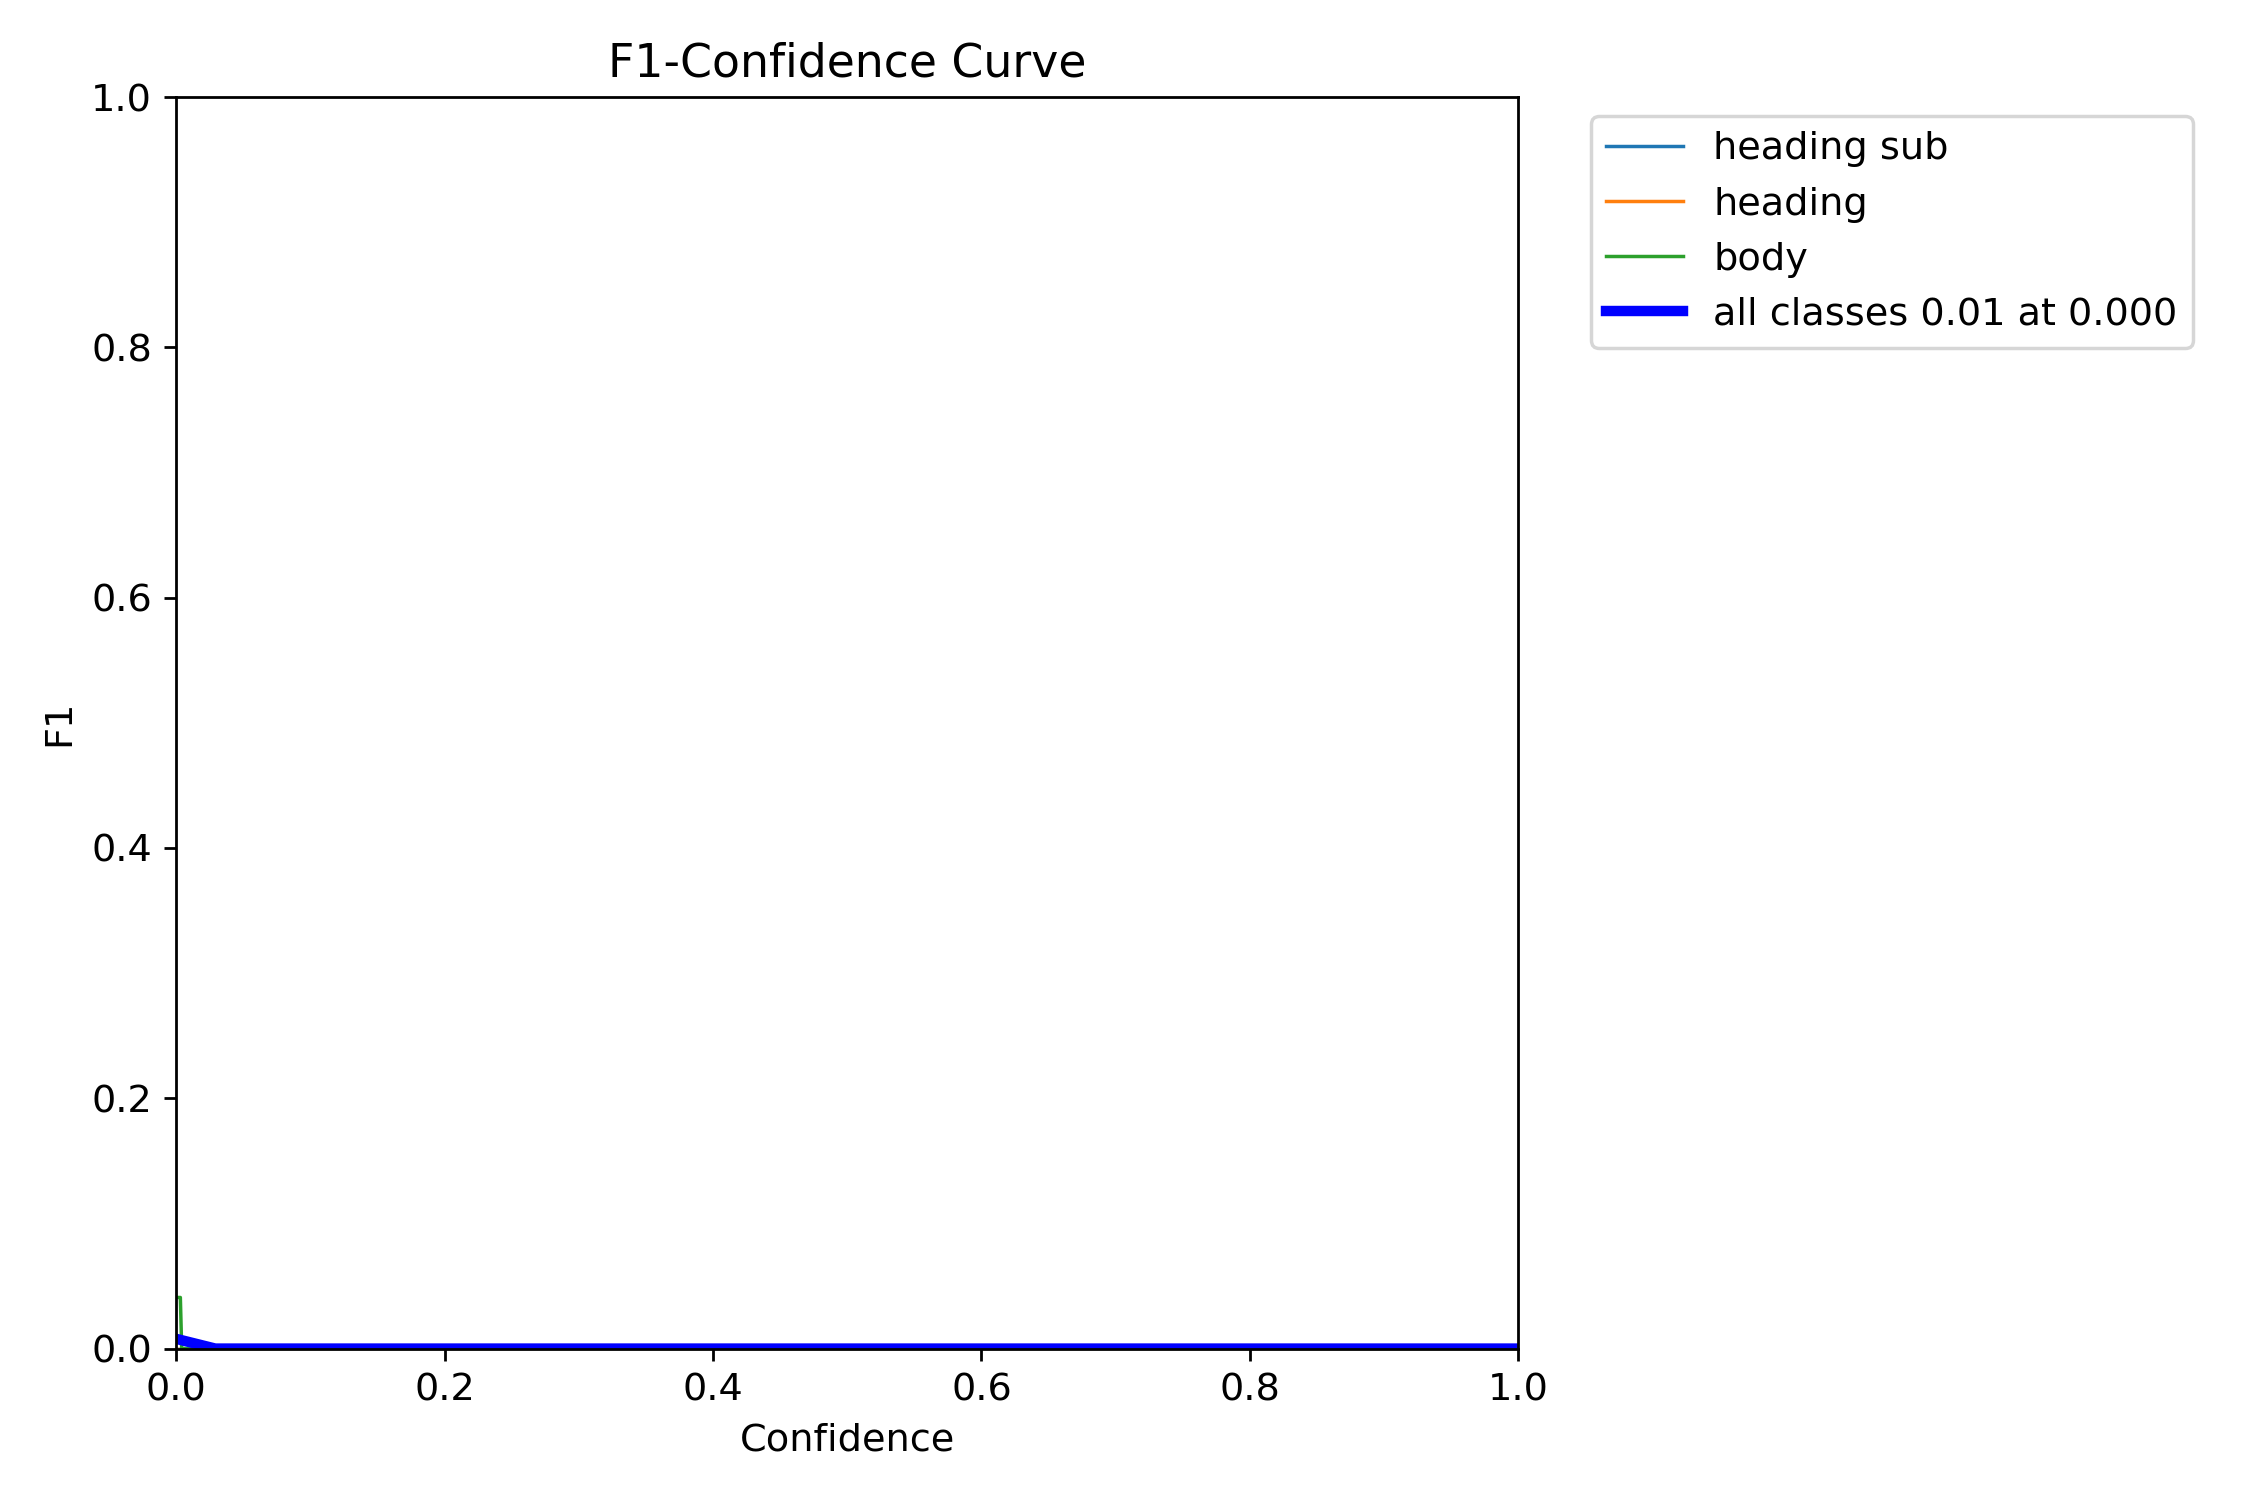 F1-Confidence Curve
1.0
0.8
0.6
0.4
0.2
0.0
F1
0.0 0.2 0.4 0.6 0.8 1.0
Confidence
heading sub
heading
body
all classes 0.01 at 0.000